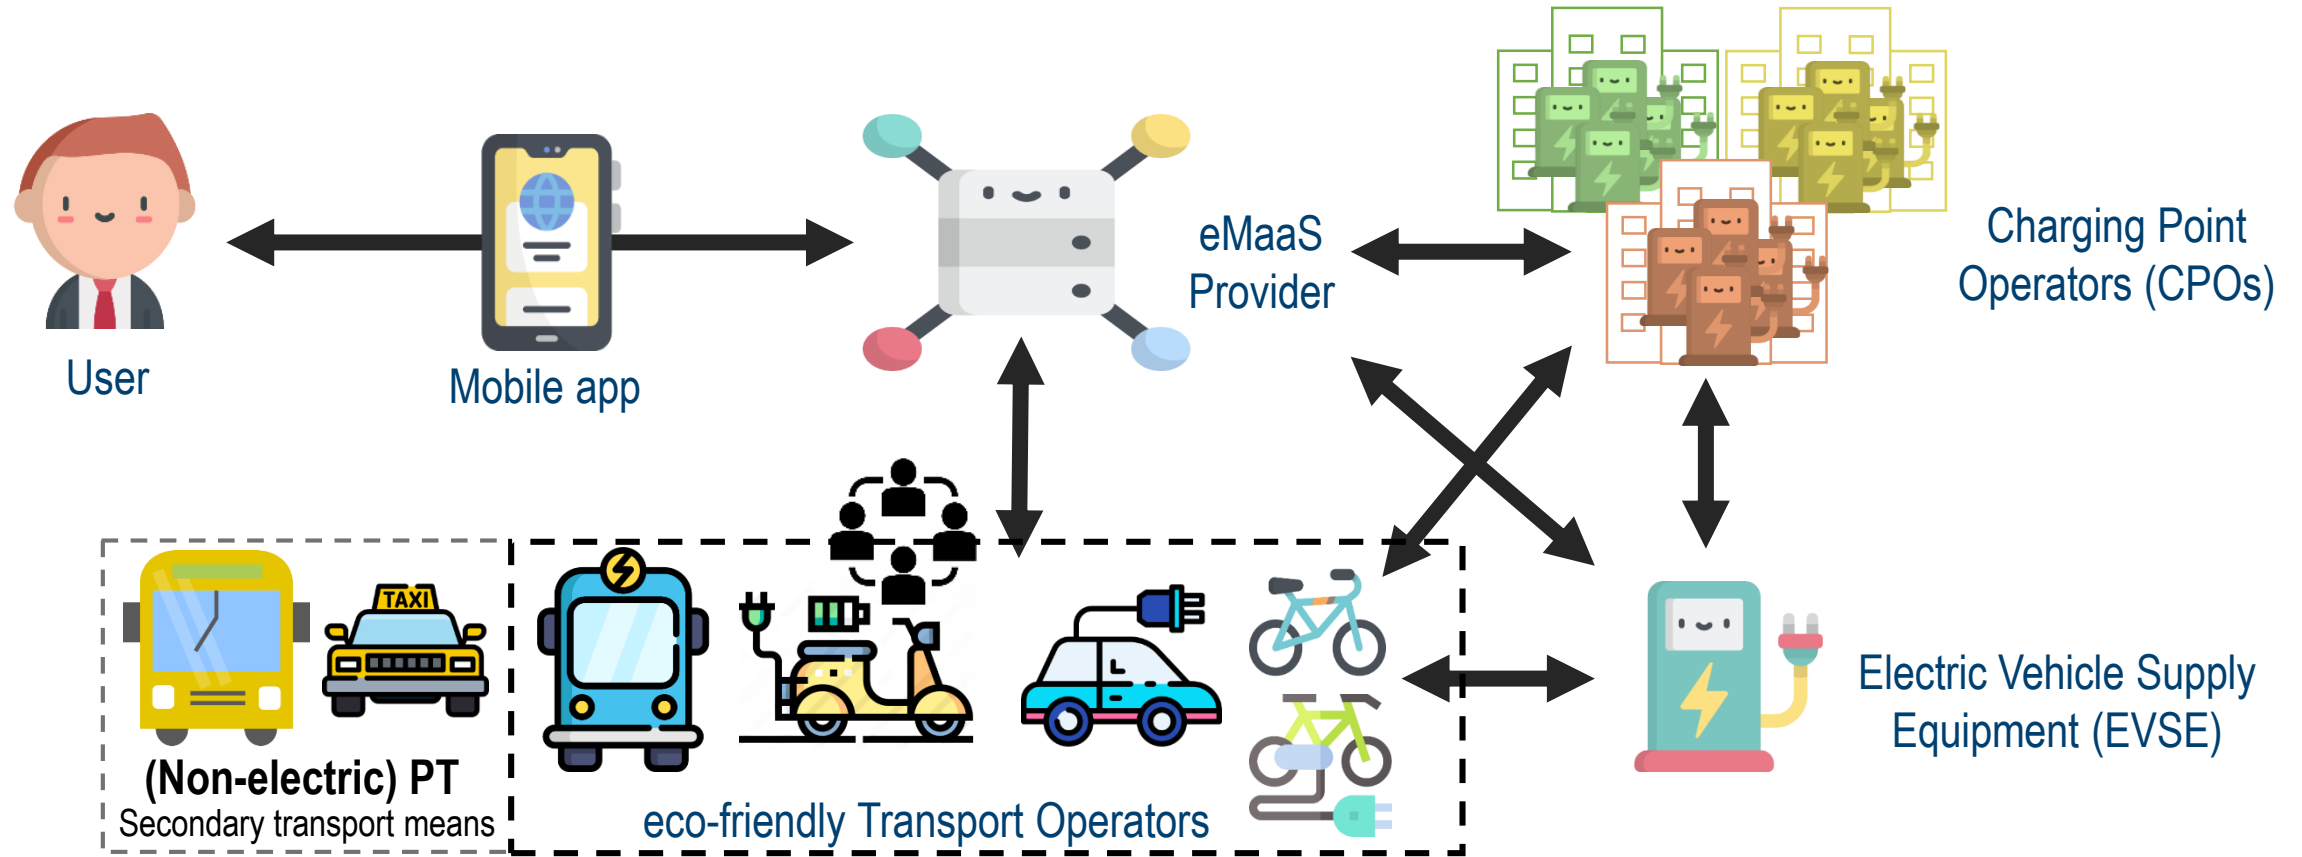 User
Mobile app
eMaaS
Provider
Charging Point
Operators (CPOs)
TAXI
(Non-electric) PT
Secondary transport means
eco-friendly Transport Operators
Electric Vehicle Supply
Equipment (EVSE)